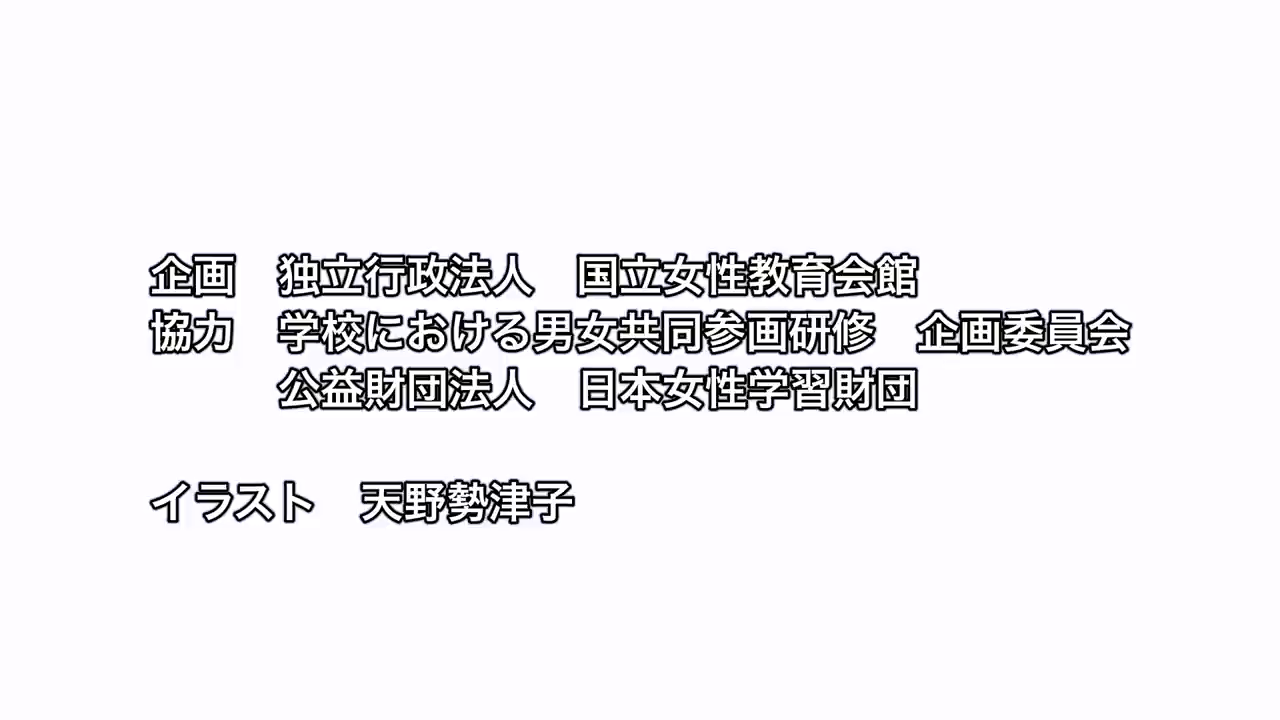 企画　独立行政法人　国立女性教育会館
協力　学校における男女共同参画研修　企画委員会
公益財団法人　日本女性学習財団
イラスト　天野勢津子